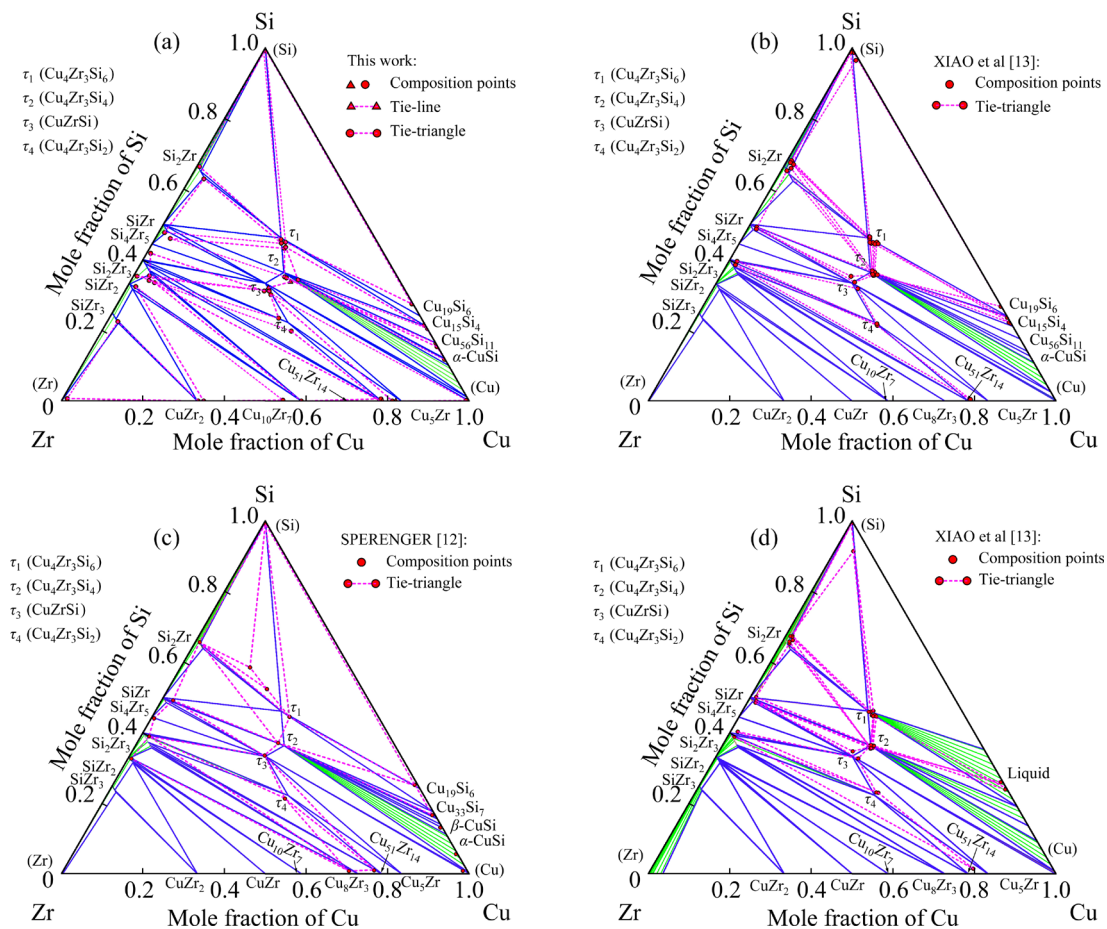 Si
(a)
1.0
(Si)
τ1 (Cu4Zr3Si6)
τ2 (Cu4Zr3Si4)
τ3 (CuZrSi)
τ4 (Cu4Zr3Si2)
This work:
Composition points
Tie-line
Tie-triangle
Mole fraction of Si
0.8
Si2Zr
0.6
SiZr
Si4Zr5
0.4
Si2Zr3
SiZr2
SiZr3
0.2
τ1
τ2
τ3
τ4
Cu19Si6
Cu15Si4
Cu56Si11
α-CuSi
Cu51Zr14
(Zr)
(Cu)
0
0.2
CuZr2
0.4
Cu10Zr7
0.6
0.8
Cu5Zr
1.0
Zr
Mole fraction of Cu
Cu
Si
(b)
1.0
(Si)
τ1 (Cu4Zr3Si6)
τ2 (Cu4Zr3Si4)
τ3 (CuZrSi)
τ4 (Cu4Zr3Si2)
XIAO et al [13]:
Composition points
Tie-triangle
Mole fraction of Si
0.8
Si2Zr
0.6
SiZr
Si4Zr5
0.4
Si2Zr3
SiZr2
SiZr3
0.2
τ1
τ2
τ3
τ4
Cu19Si6
Cu15Si4
Cu56Si11
α-CuSi
Cu10Zr7
Cu51Zr14
(Zr)
(Cu)
0
0.2
CuZr2
0.4
CuZr
0.6
Cu8Zr3
0.8
Cu5Zr
1.0
Zr
Mole fraction of Cu
Cu
Si
(c)
1.0
(Si)
τ1 (Cu4Zr3Si6)
τ2 (Cu4Zr3Si4)
τ3 (CuZrSi)
τ4 (Cu4Zr3Si2)
SPERENGER [12]:
Composition points
Tie-triangle
Mole fraction of Si
0.8
Si2Zr
0.6
SiZr
Si4Zr5
0.4
Si2Zr3
SiZr2
SiZr3
0.2
τ1
τ2
τ3
τ4
Cu19Si6
Cu33Si7
β-CuSi
α-CuSi
Cu10Zr7
Cu51Zr14
(Zr)
(Cu)
0
0.2
CuZr2
0.4
CuZr
0.6
Cu8Zr3
0.8
Cu5Zr
1.0
Zr
Mole fraction of Cu
Cu
Si
(d)
1.0
(Si)
τ1 (Cu4Zr3Si6)
τ2 (Cu4Zr3Si4)
τ3 (CuZrSi)
τ4 (Cu4Zr3Si2)
XIAO et al [13]:
Composition points
Tie-triangle
Mole fraction of Si
0.8
Si2Zr
0.6
SiZr
Si4Zr5
0.4
Si2Zr3
SiZr2
SiZr3
0.2
τ1
τ2
τ3
τ4
Liquid
Cu10Zr7
Cu51Zr14
(Zr)
(Cu)
0
0.2
CuZr2
0.4
CuZr
0.6
Cu8Zr3
0.8
Cu5Zr
1.0
Zr
Mole fraction of Cu
Cu